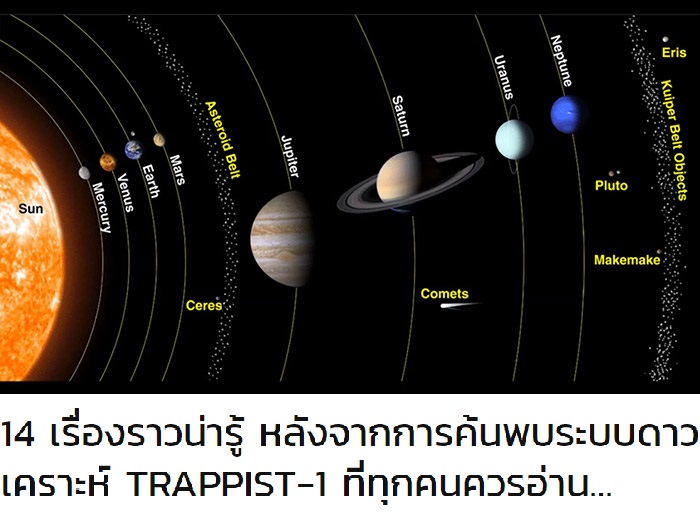 Sun
Mercury
Venus
Earth
Mars
Asteroid Belt
Ceres
Jupiter
Saturn
Comets
Uranus
Neptune
Pluto
Makemake
Eris
Kuiper Belt Objects
14 เรื่องราวน่ารู้ หลังจากการค้นพบระบบดาว
เคราะห์ TRAPPIST-1 ที่ทุกคนควรอ่าน...